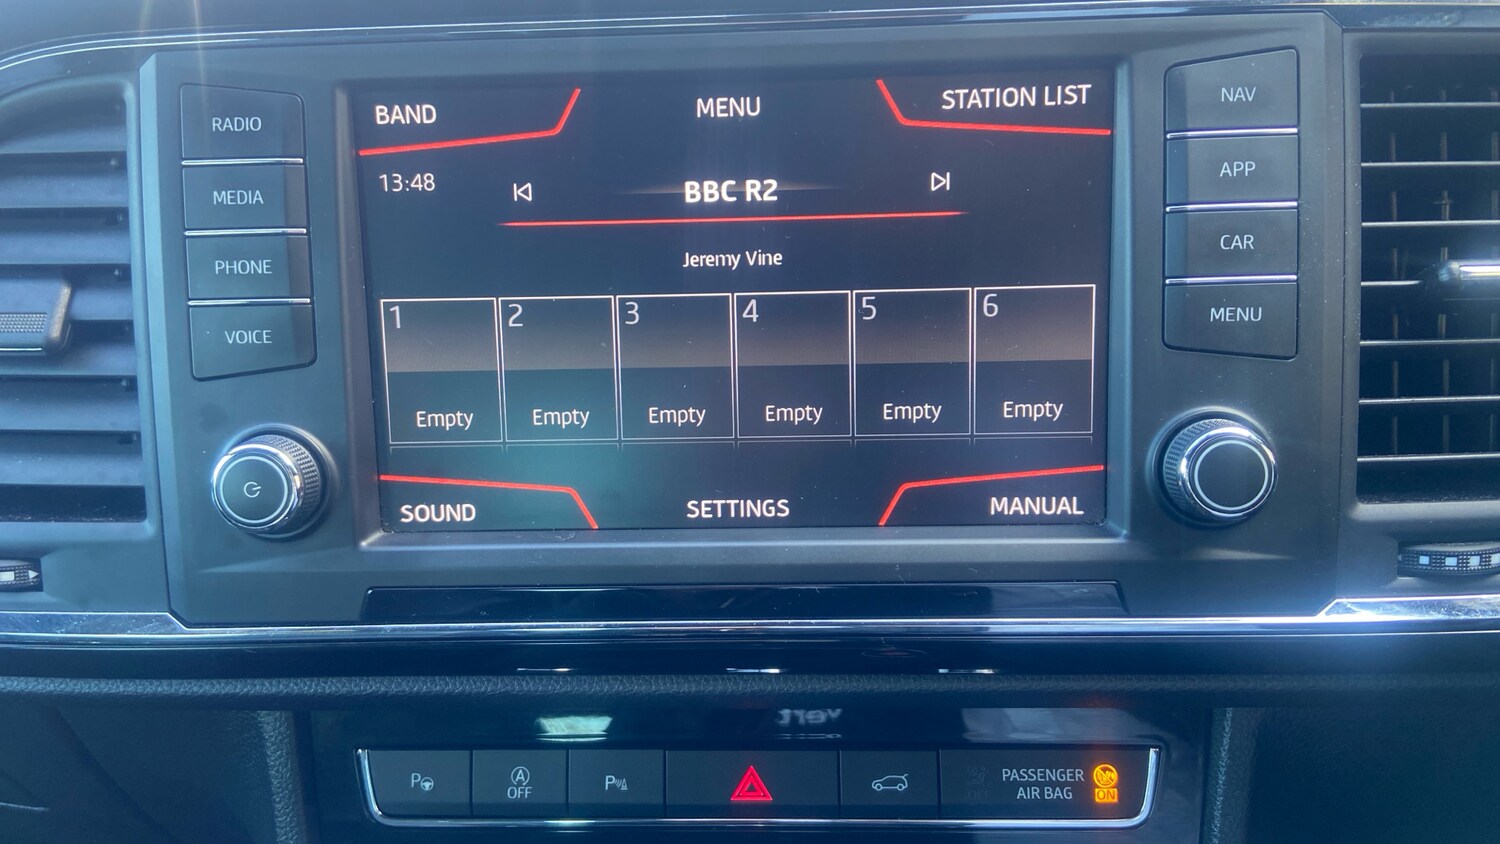 RADIO
MEDIA
PHONE
VOICE
BAND
MENU
STATION LIST
13:48
BBC R2
Jeremy Vine
1
2
3
4
5
6
Empty
Empty
Empty
Empty
Empty
Empty
SOUND
SETTINGS
MANUAL
NAV
APP
CAR
MENU
P
A
OFF
P
PASSENGER
AIR BAG
ON